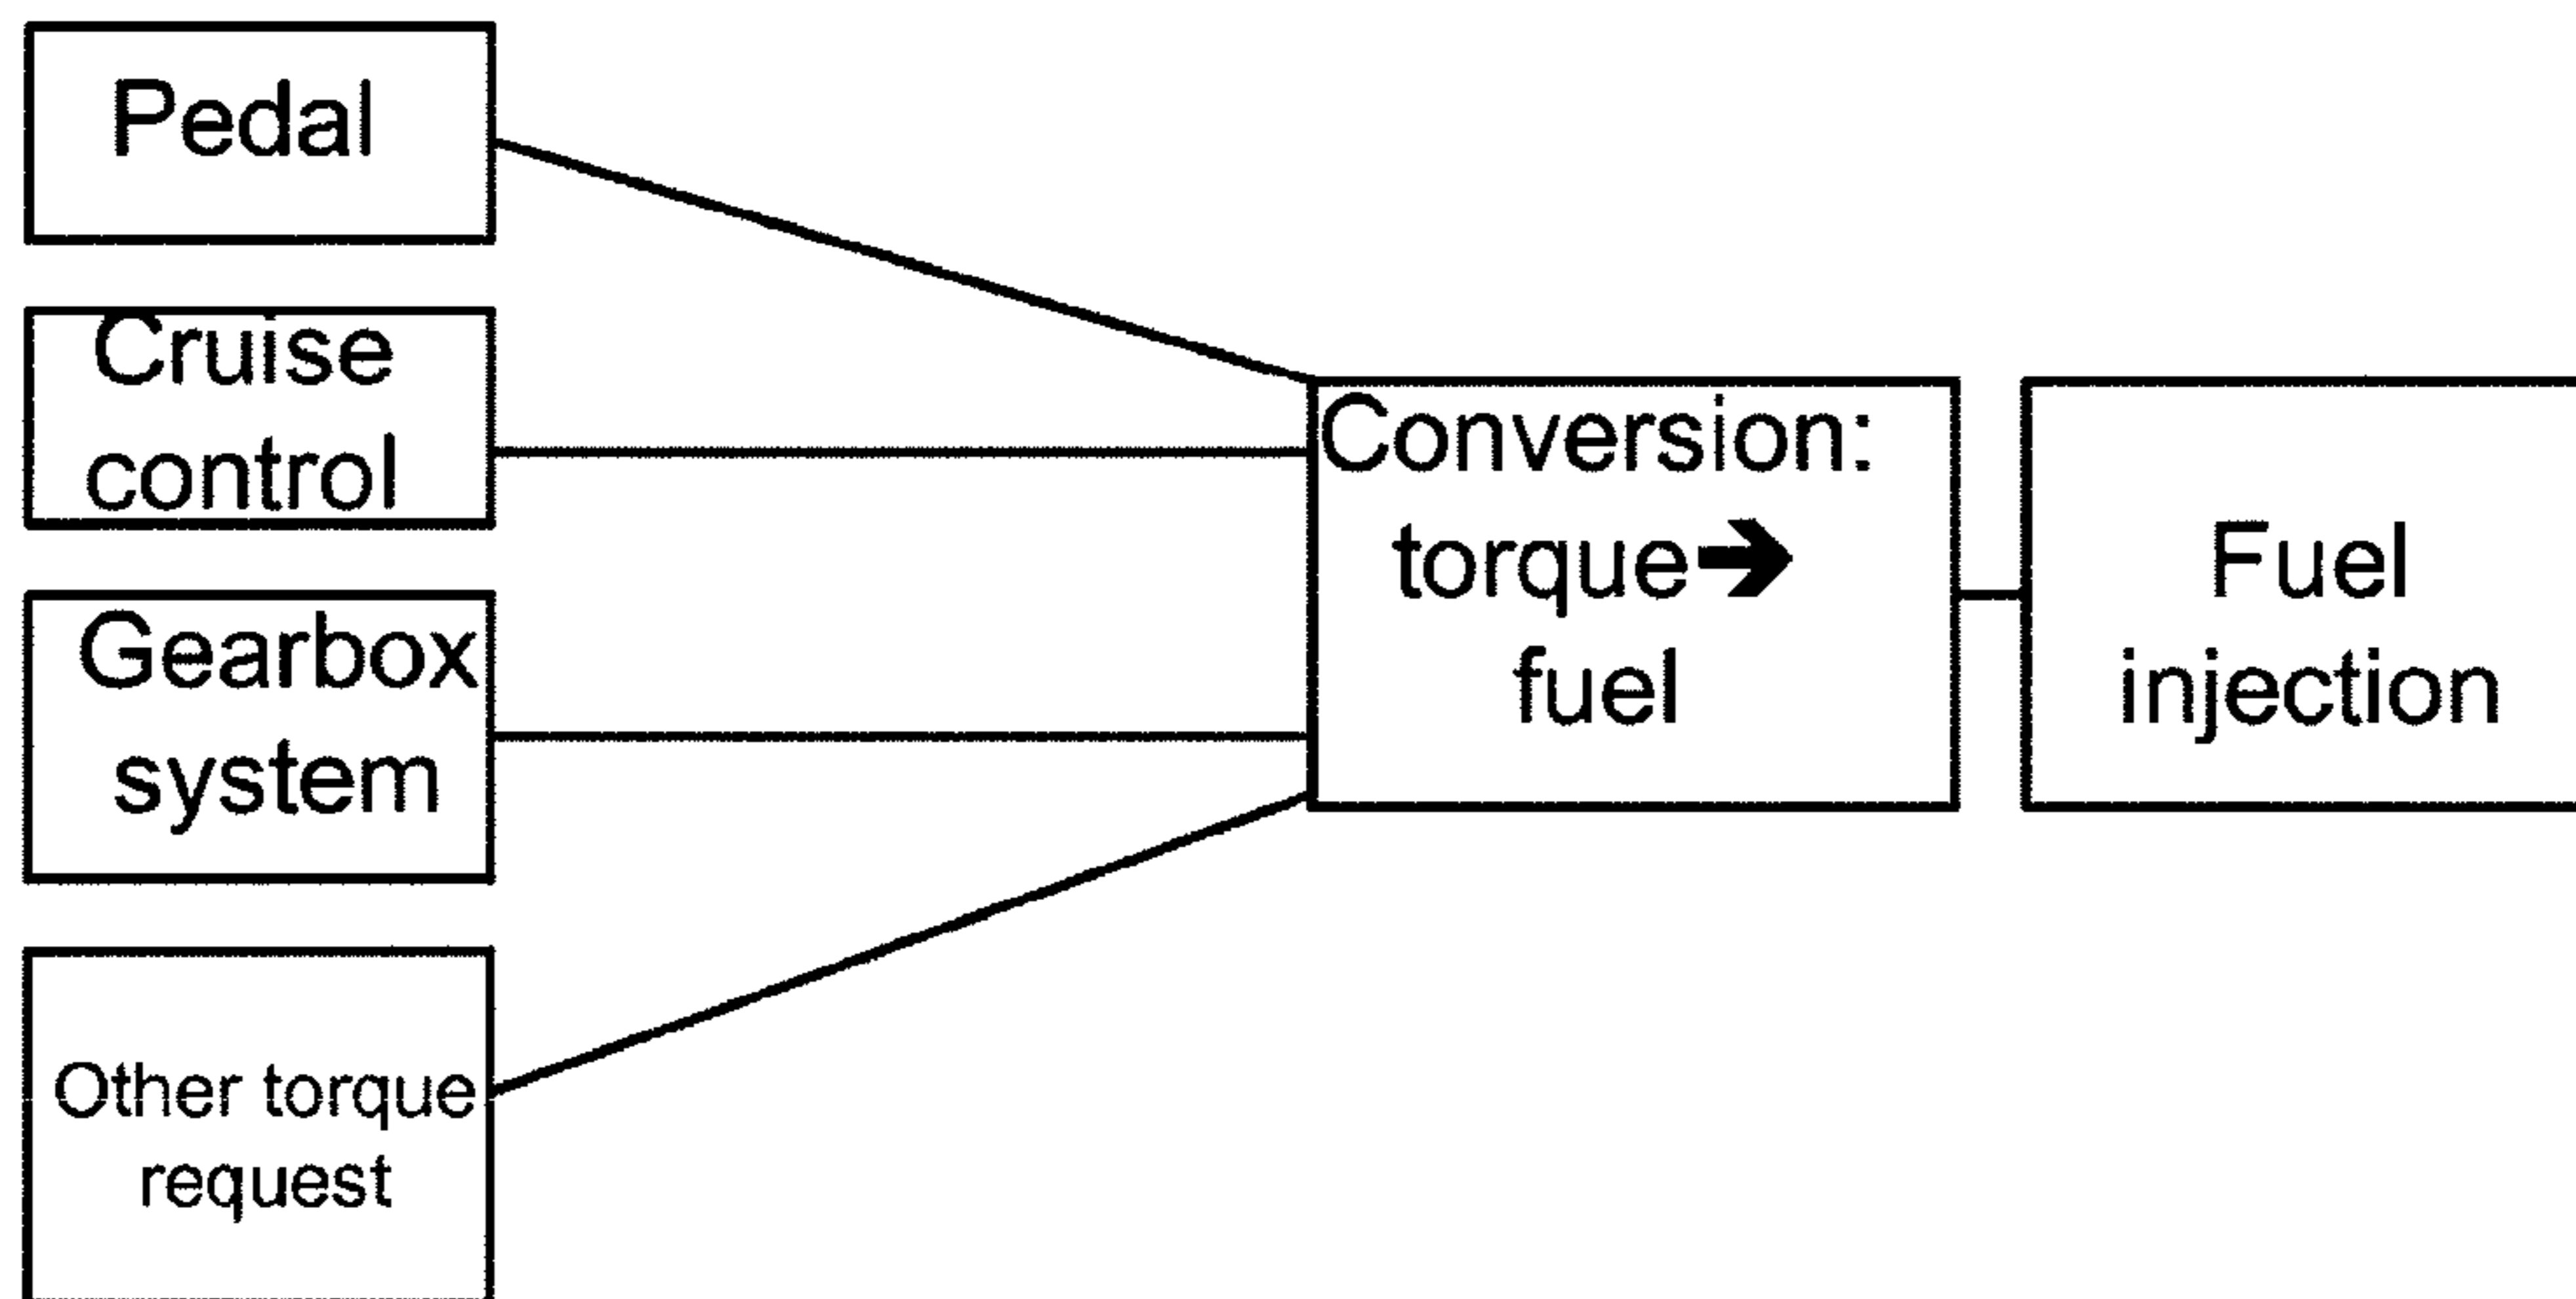 Pedal
Cruise
control
Gearbox
system
Other torque
request
Conversion:
torque➔
fuel
Fuel
injection